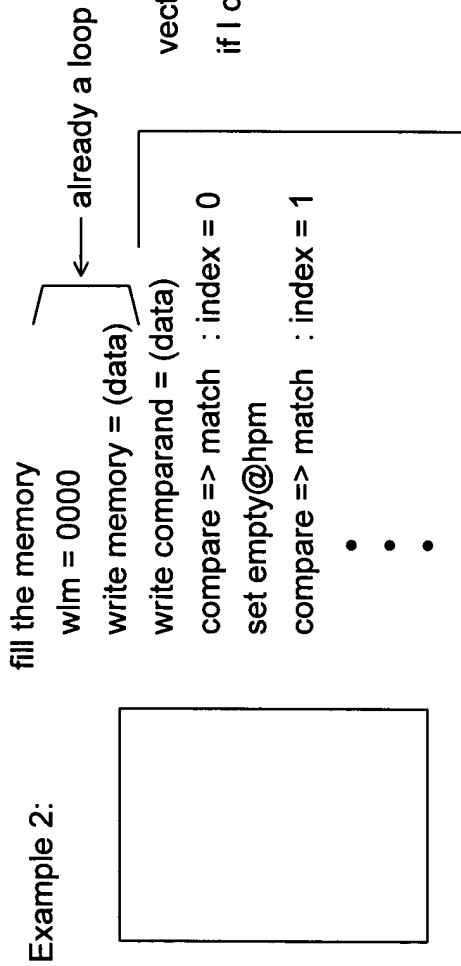 Example 2:
fill the memory
wlm = 0000
write memory = (data)
already a loop
write comparand = (data)
compare => match : index = 0
set empty@hpm
compare => match : index = 1
if I